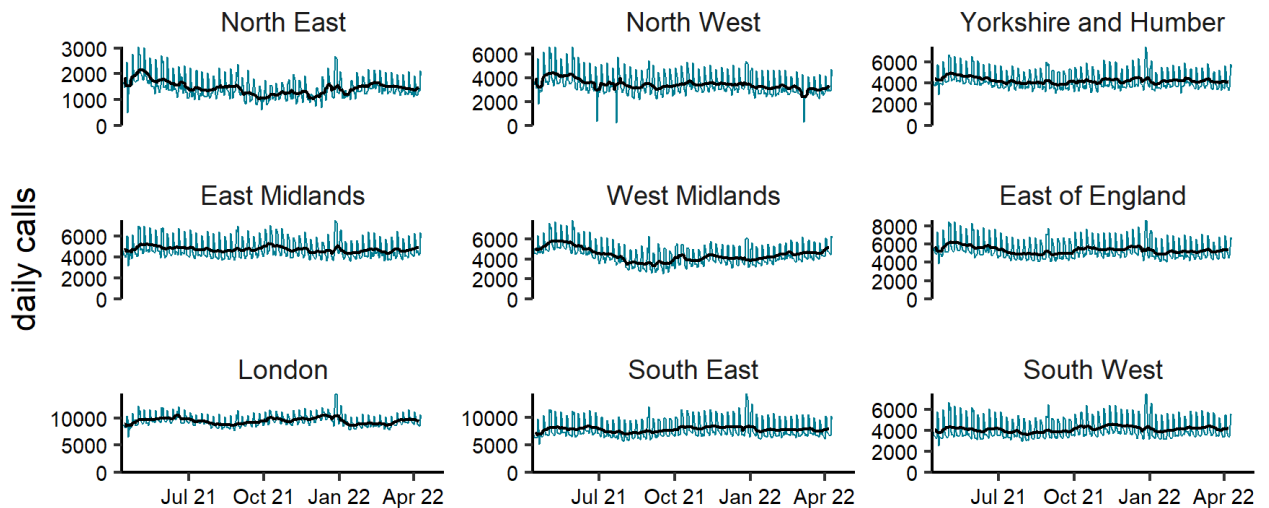 North East
North West
Yorkshire and Humber
3000
2000
1000
0
6000
4000
2000
0
6000
4000
2000
0
daily calls
East Midlands
West Midlands
East of England
6000
4000
2000
0
6000
4000
2000
0
8000
6000
4000
2000
0
London
South East
South West
10000
5000
0
10000
5000
0
6000
4000
2000
0
Jul 21 Oct 21 Jan 22 Apr 22
Jul 21 Oct 21 Jan 22 Apr 22
Jul 21 Oct 21 Jan 22 Apr 22